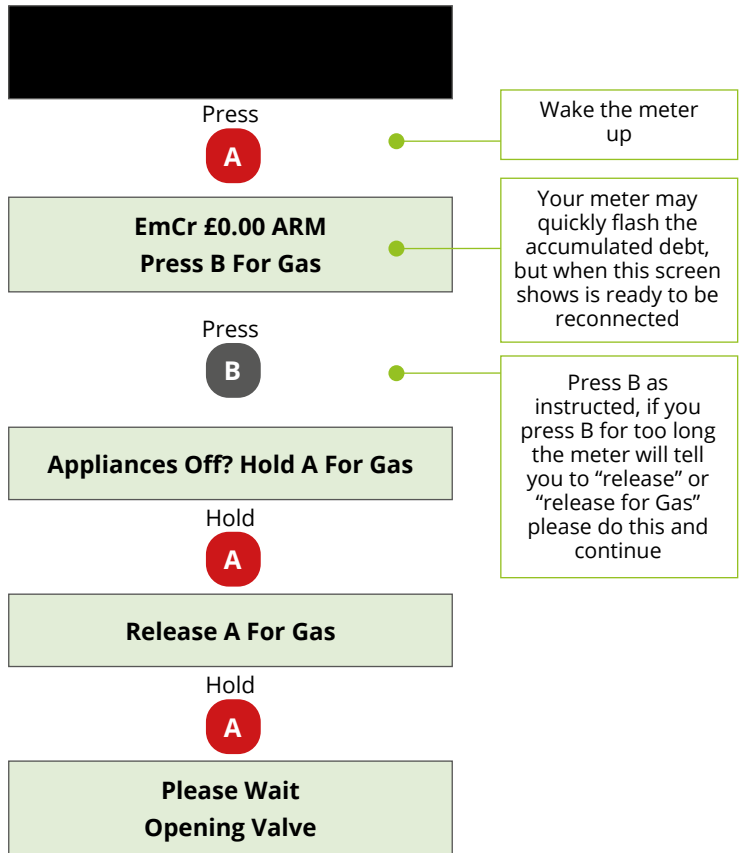 Press
A
Wake the meter
up
EmCr £0.00 ARM
Press B For Gas
Your meter may
quickly flash the
accumulated debt,
but when this screen
shows is ready to be
reconnected
Press
B
Press B as
instructed, if you
press B for too long
the meter will tell
you to “release” or
“release for Gas”
please do this and
continue
Appliances Off? Hold A For Gas
Hold
A
Release A For Gas
Hold
A
Please Wait
Opening Valve